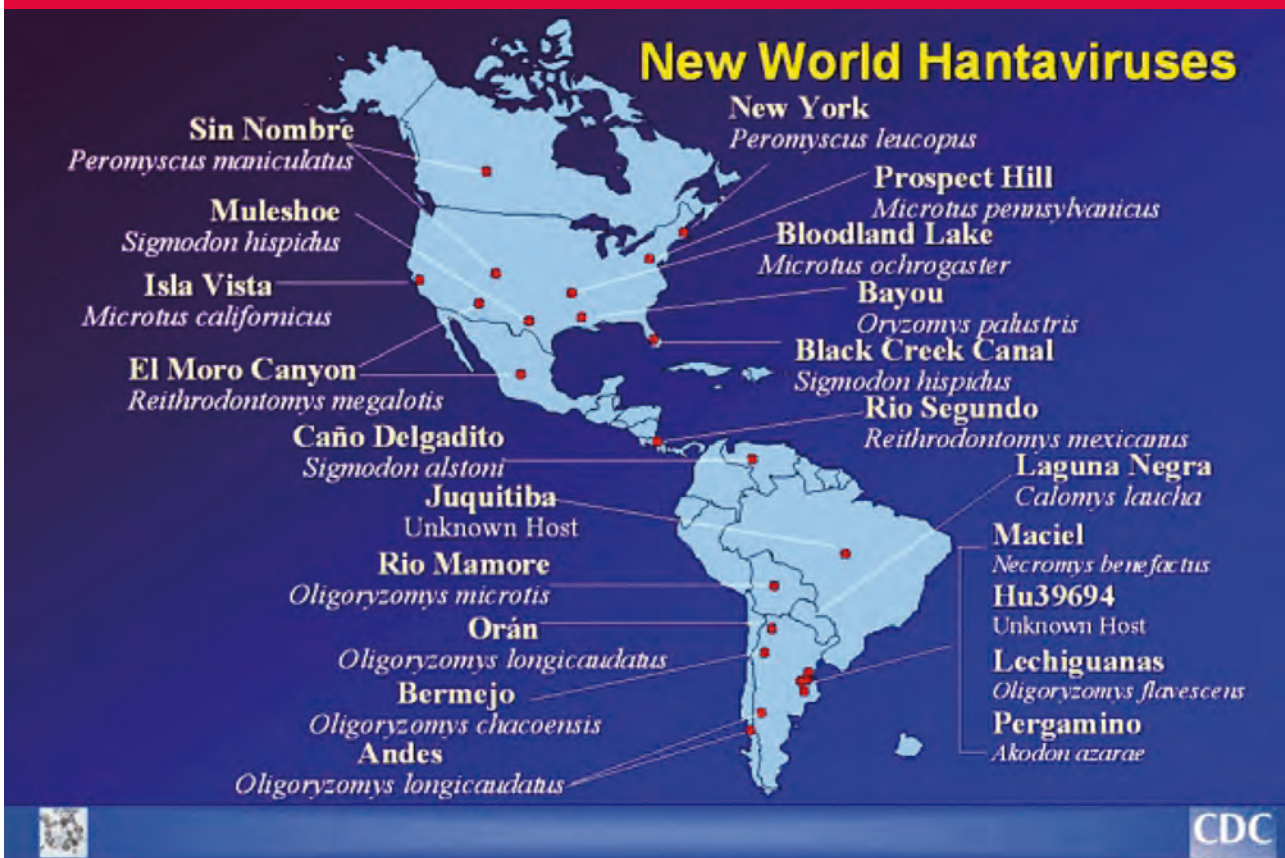 New World Hantaviruses
Sin Nombre
Peromyscus maniculatus
Muleshoe
Sigmodon hispidus
Isla Vista
Microtus californicus
El Moro Canyon
Reithrodontomys megalotis
Caño Delgadito
Sigmodon alstoni
Juquitiba
Unknown Host
Rio Mamore
Oligoryzomys microtis
Orán
Oligoryzomys longicaudatus
Bermejo
Oligoryzomys chacoensis
Andes
Oligoryzomys longicaudatus
New York
Peromyscus leucopus
Prospect Hill
Microtus pennsylvanicus
Bloodland Lake
Microtus ochrogaster
Bayou
Oryzomys palustris
Black Creek Canal
Sigmodon hispidus
Rio Segundo
Reithrodontomys mexicanus
Laguna Negra
Calomys laucha
Maciel
Necromys benefactus
Hu39694
Unknown Host
Lechiguanas
Oligoryzomys flavescens
Pergamino
Akodon azarae
CDC